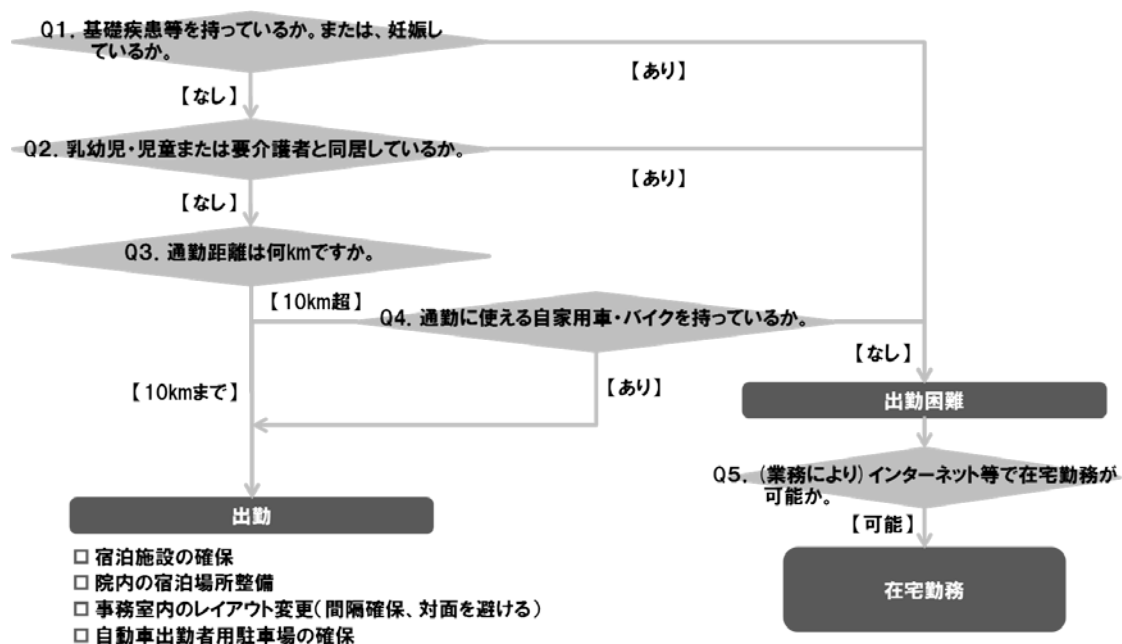 Q1．基礎疾患等を持っているか。または、妊娠し
ているか。
【あり】
【なし】
Q2．乳幼児・児童または要介護者と同居しているか。
【あり】
【なし】
Q3．通勤距離は何kmですか。
【10km超】
Q4．通勤に使える自家用車・バイクを持っているか。
【なし】
【10kmまで】
【あり】
出勤困難
Q5．(業務により)インターネット等で在宅勤務が
可能か。
【可能】
出勤
□ 宿泊施設の確保
□ 院内の宿泊場所整備
□ 事務室内のレイアウト変更(間隔確保、対面を避ける)
□ 自動車出勤者用駐車場の確保
在宅勤務